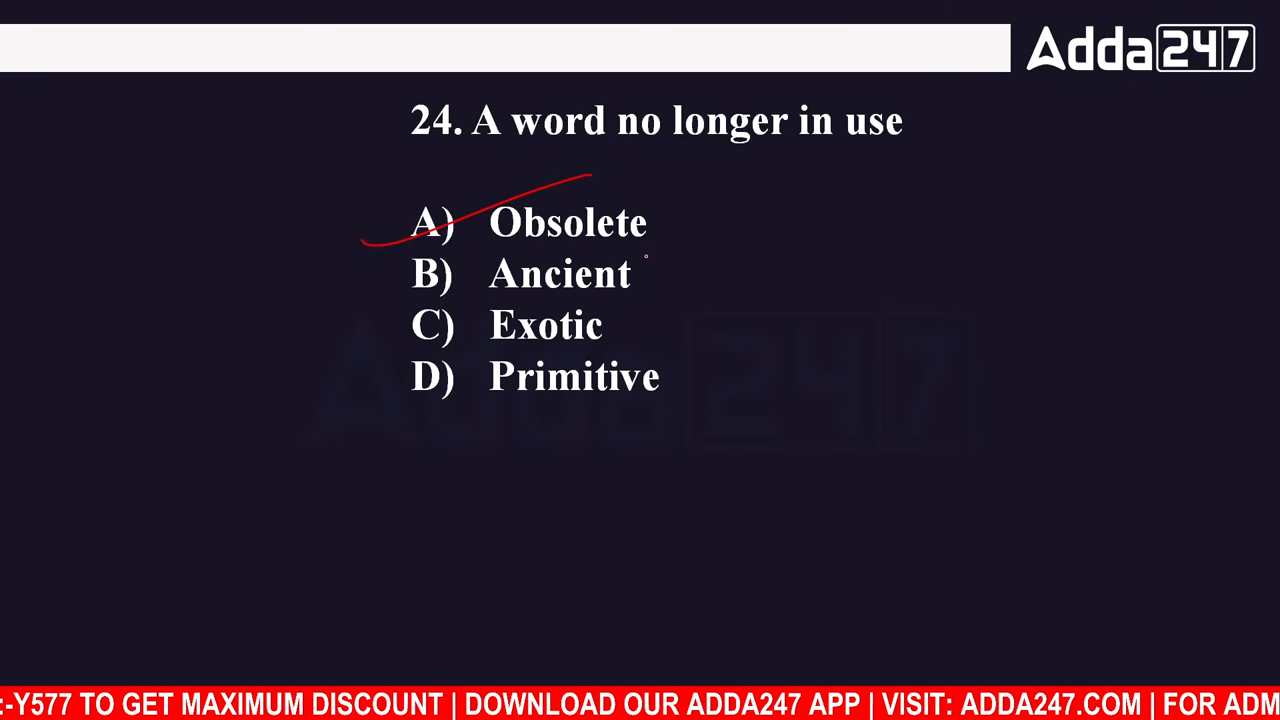 Adda247
24. A word no longer in use
A) Obsolete
B) Ancient
C) Exotic
D) Primitive
Adda247
:-Y577 TO GET MAXIMUM DISCOUNT | DOWNLOAD OUR ADDA247 APP | VISIT: ADDA247.COM | FOR ADM